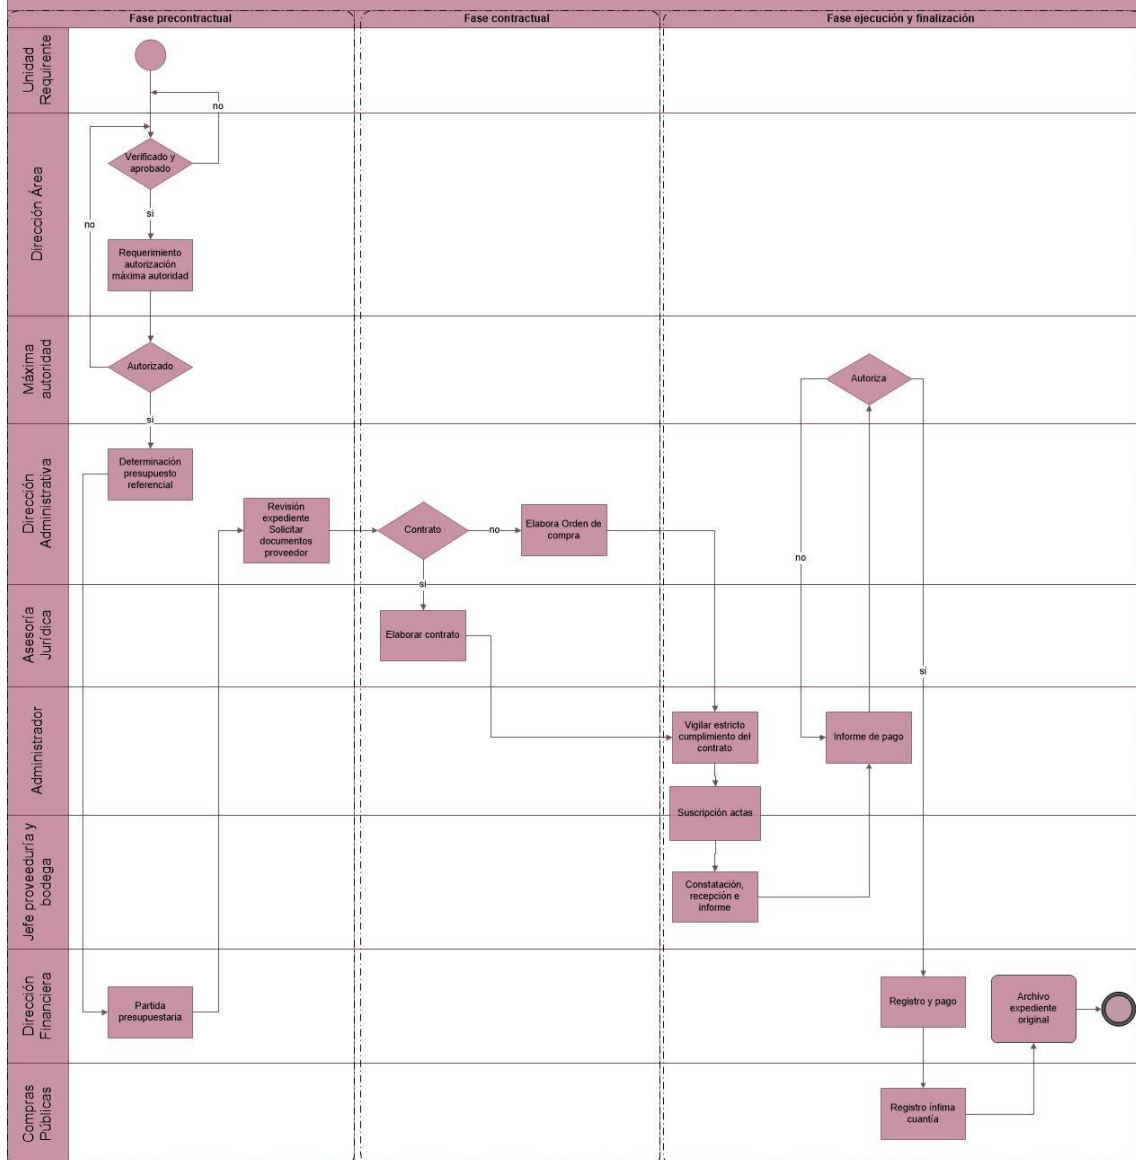 Fase precontractual
Fase contractual
Fase ejecución y finalización
Unidad
Requirente
no
Dirección Área
Verificado y
aprobado
si
no
Requerimiento
autorización
máxima autoridad
Máxima
autoridad
Autorizado
Autoriza
si
Dirección
Administrativa
Determinación
presupuesto
referencial
Revisión
expediente
Solicitar
documentos
proveedor
Contrato
no
Elabora Orden de
compra
no
si
Asesoría
Jurídica
Elaborar contrato
si
Administrador
Vigilar estricto
cumplimiento del
contrato
Informe de pago
Suscripción actas
Jefe proveeduría y
bodega
Constatación,
recepción e
informe
Dirección
Financiera
Partida
presupuestaria
Registro y pago
Archivo
expediente
original
Compras
Públicas
Registro ínfima
cuantía